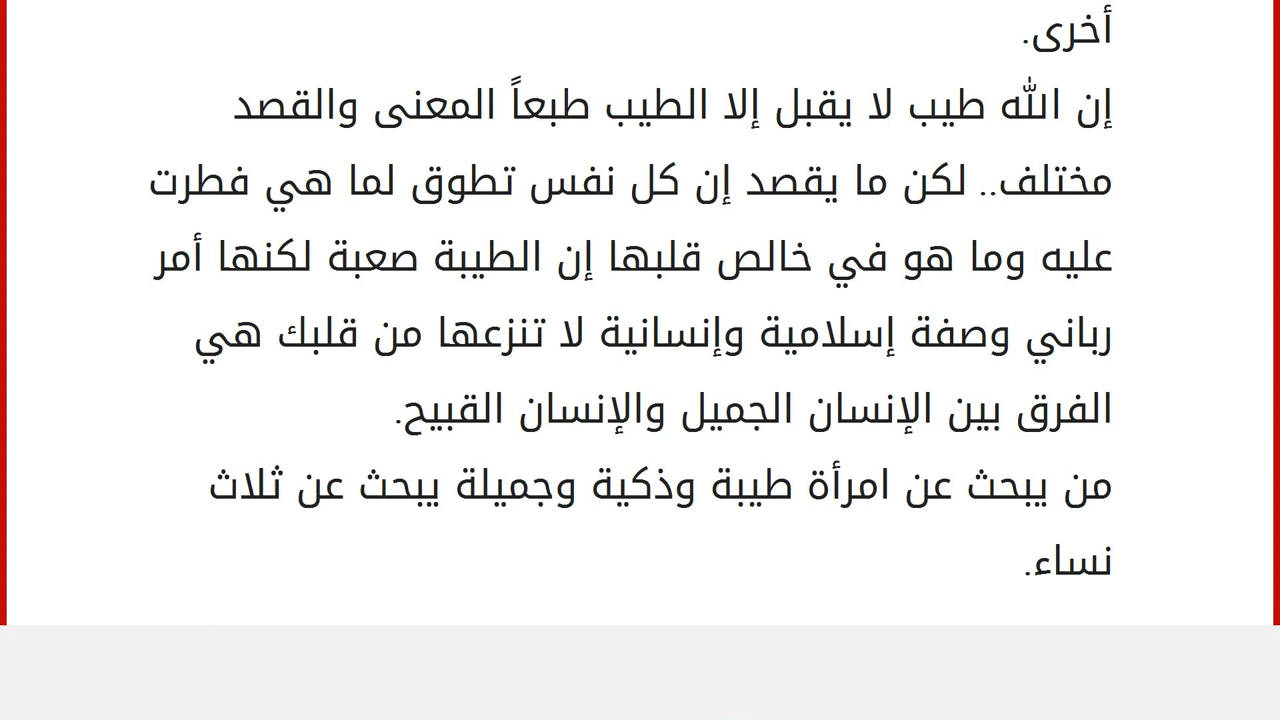 أخرى.
إن الله طيب لا يقبل إلا الطيب طبعاً المعنى والقصد
مختلف.. لكن ما يقصد إن كل نفس تطوق لما هي فطرت
عليه وما هو في خالص قلبها إن الطيبة صعبة لكنها أمر
رباني وصفة إسلامية وإنسانية لا تنزعها من قلبك هي
الفرق بين الإنسان الجميل والإنسان القبيح.
من يبحث عن امرأة طيبة وذكية وجميلة يبحث عن ثلاث
نساء.